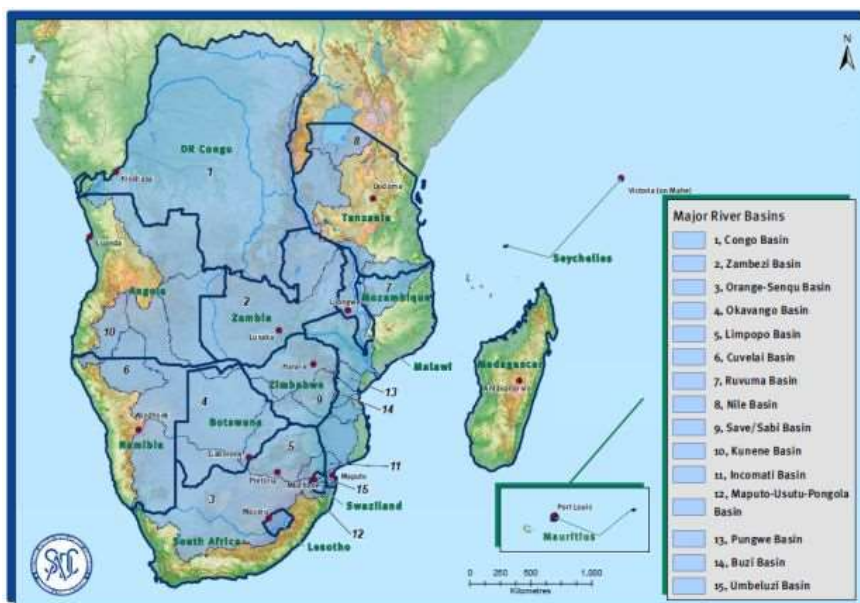 N
DR Congo
1
Kinshasa
8
Dodoma
Tanzania
Victoria (on Mahe)
Seychelles
Luanda
Angola
7
Mozambique
2
Zambia
Lilongwe
Lusaka
10
Malawi
Madagascar
Antananarivo
6
Harare
Zimbabwe
13
14
4
9
Botswana
Windhoek
Namibia
5
Gaborone
11
Pretoria
Mbabane
Maputo
15
Swaziland
3
Maseru
12
South Africa
Lesotho
Port Louis
Mauritius
0 250 500 1,000
Kilometres
SADC
Major River Basins
1, Congo Basin
2, Zambezi Basin
3, Orange-Senqu Basin
4, Okavango Basin
5, Limpopo Basin
6, Cuvelai Basin
7, Ruvuma Basin
8, Nile Basin
9, Save/Sabi Basin
10, Kunene Basin
11, Incomati Basin
12, Maputo-Usutu-Pongola
Basin
13, Pungwe Basin
14, Buzi Basin
15, Umbeluzi Basin